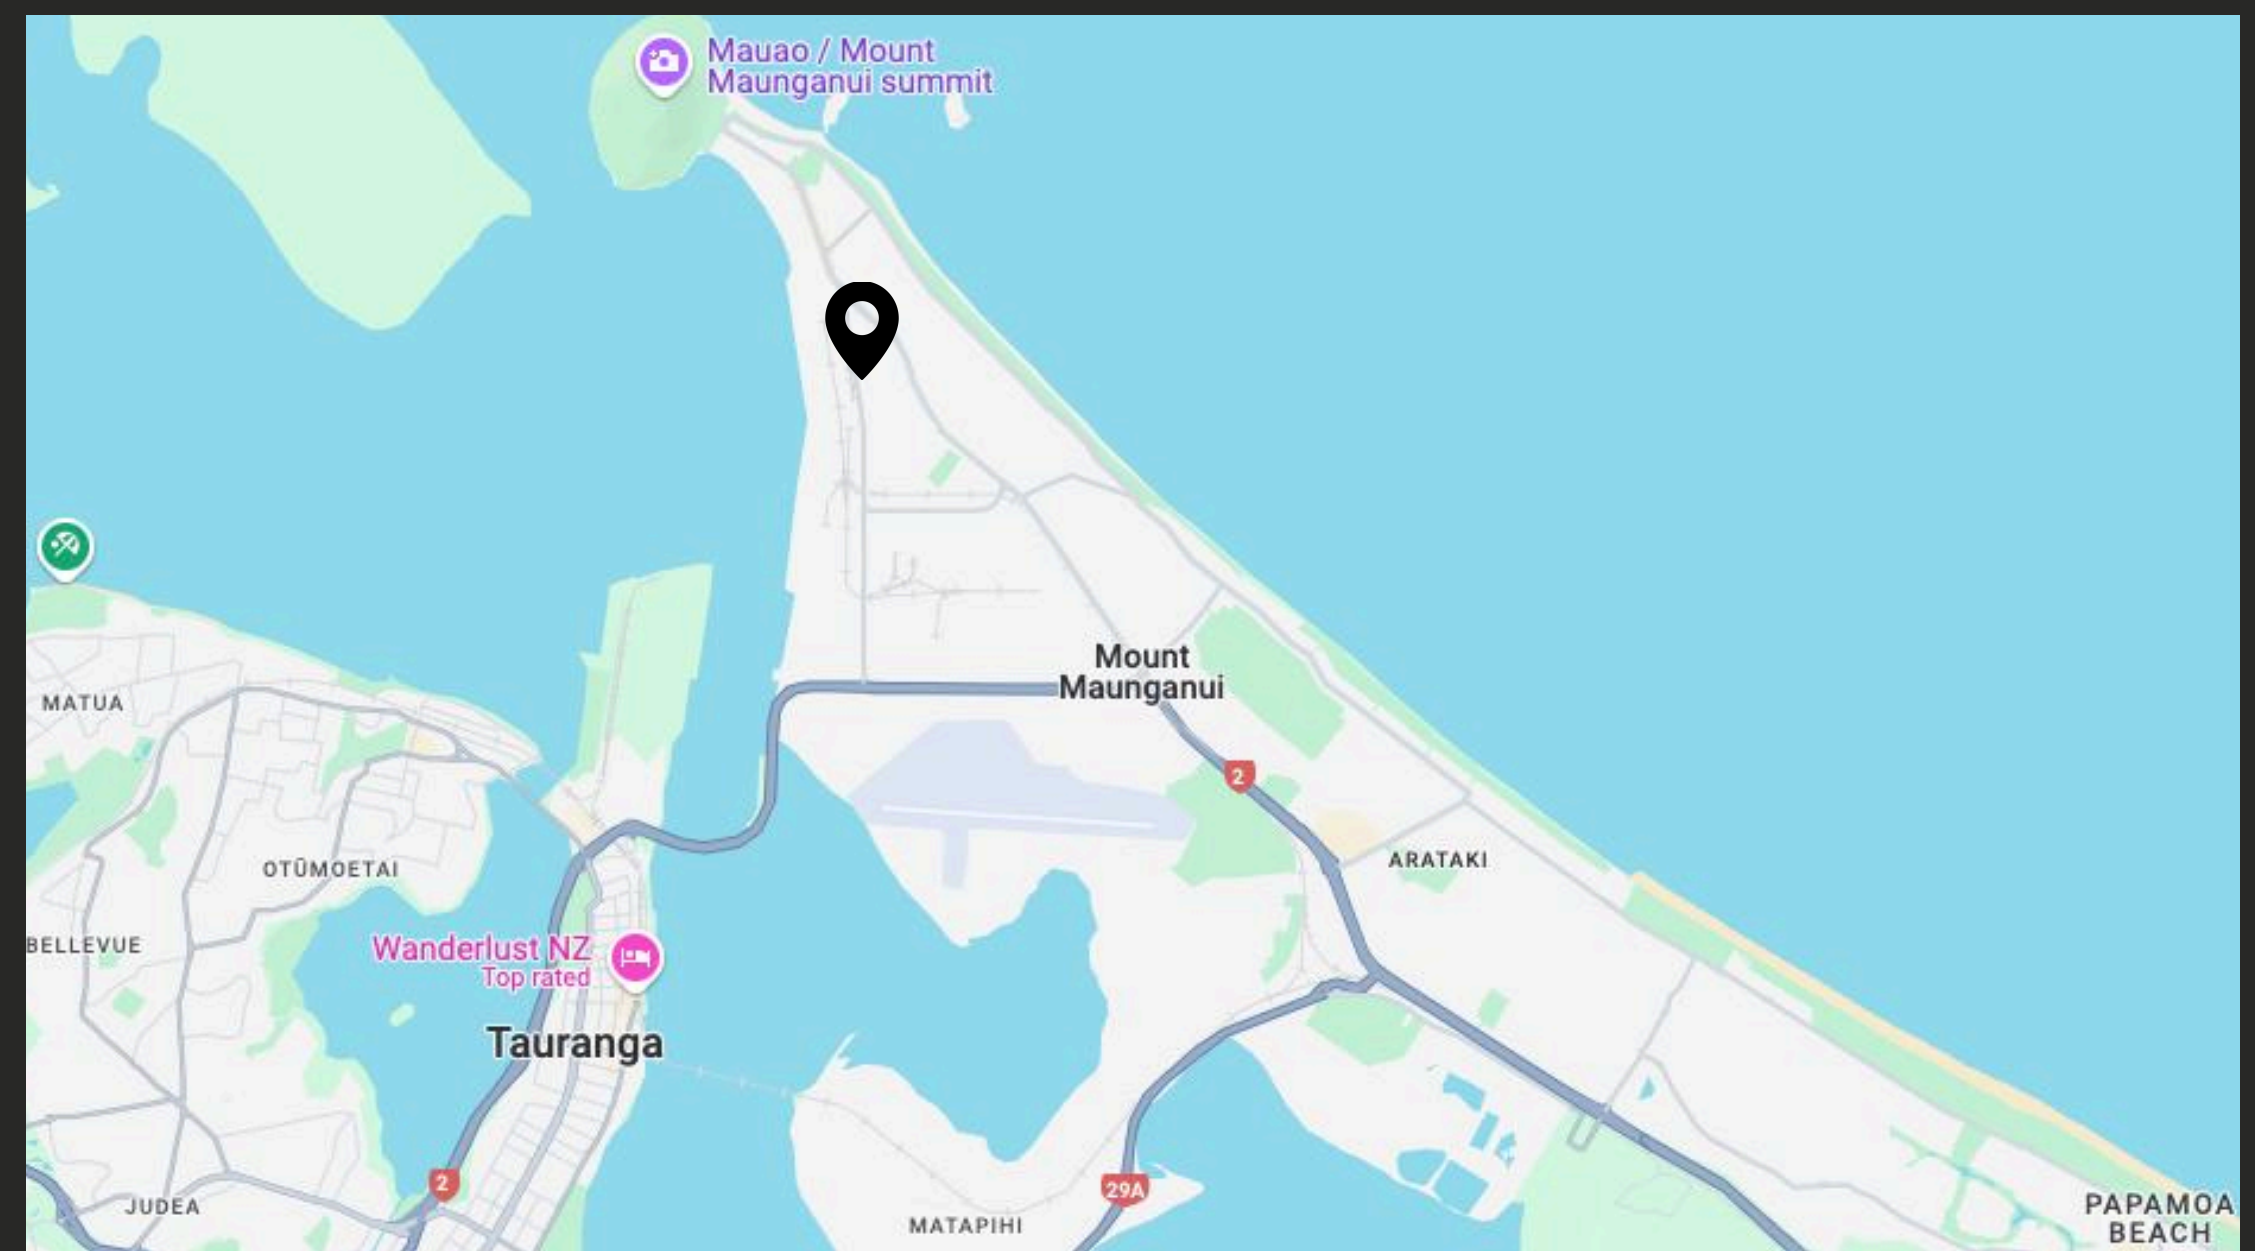 Mauao / Mount
Maunganui summit
Mount
Maunganui
MATUA
2
OTŪMOETAI
ARATAKI
BELLEVUE
Wanderlust NZ
Top rated
Tauranga
2
29A
JUDEA
MATAPIHI
PAPAMOA
BEACH